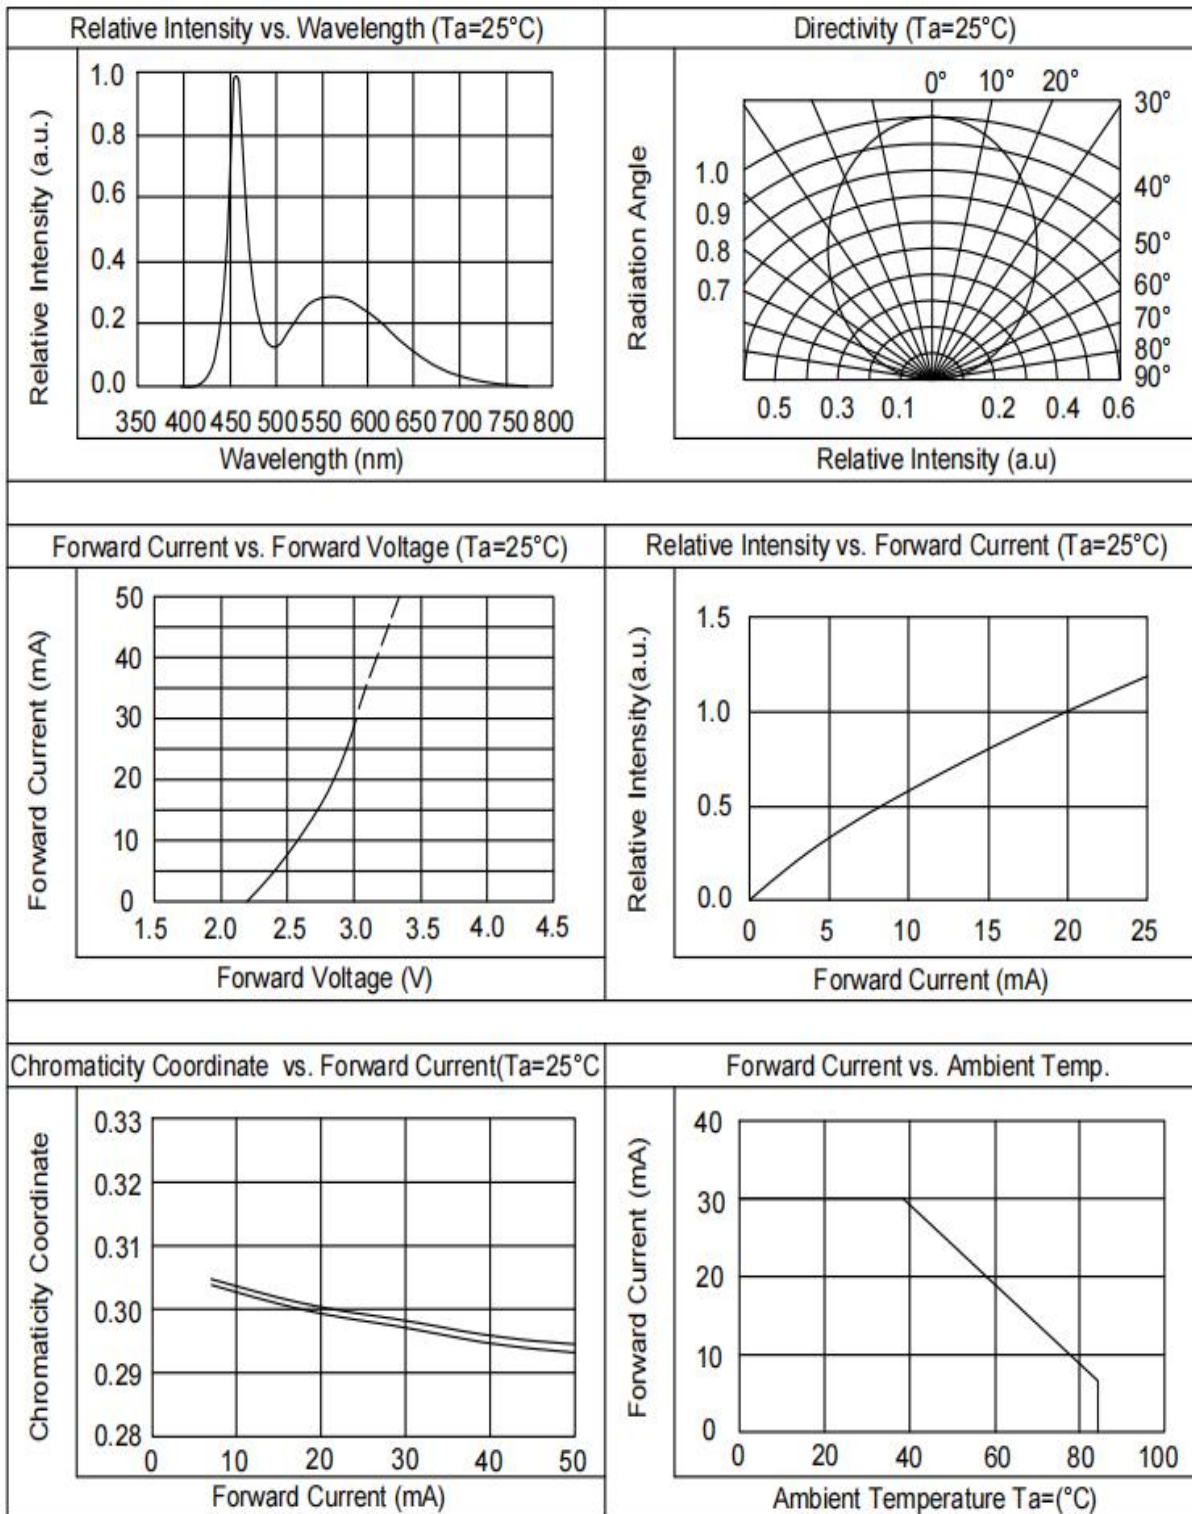 Relative Intensity vs. Wavelength (Ta=25°C)
Relative Intensity (a.u.)
1.0
0.8
0.6
0.4
0.2
0.0
350 400 450 500 550 600 650 700 750 800
Wavelength (nm)
Directivity (Ta=25°C)
Radiation Angle
0° 10° 20°
30°
40°
50°
60°
70°
80°
90°
1.0
0.9
0.8
0.7
0.5 0.3 0.1 0.2 0.4 0.6
Relative Intensity (a.u)
Forward Current vs. Forward Voltage (Ta=25°C)
Forward Current (mA)
50
40
30
20
10
0
1.5 2.0 2.5 3.0 3.5 4.0 4.5
Forward Voltage (V)
Relative Intensity vs. Forward Current (Ta=25°C)
Relative Intensity(a.u.)
1.5
1.0
0.5
0.0
0 5 10 15 20 25
Forward Current (mA)
Chromaticity Coordinate vs. Forward Current(Ta=25°C
Chromaticity Coordinate
0.33
0.32
0.31
0.30
0.29
0.28
0 10 20 30 40 50
Forward Current (mA)
Forward Current vs. Ambient Temp.
Forward Current (mA)
40
30
20
10
0
0 20 40 60 80 100
Ambient Temperature Ta=(°C)